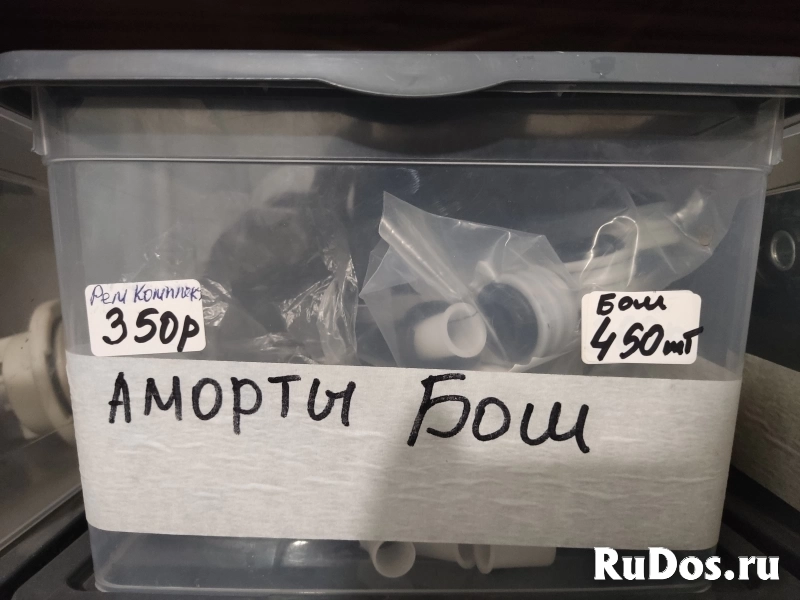 Рем Комплек
350р
Бош
450шт
АМОРТЫ БОШ
RuDos.ru